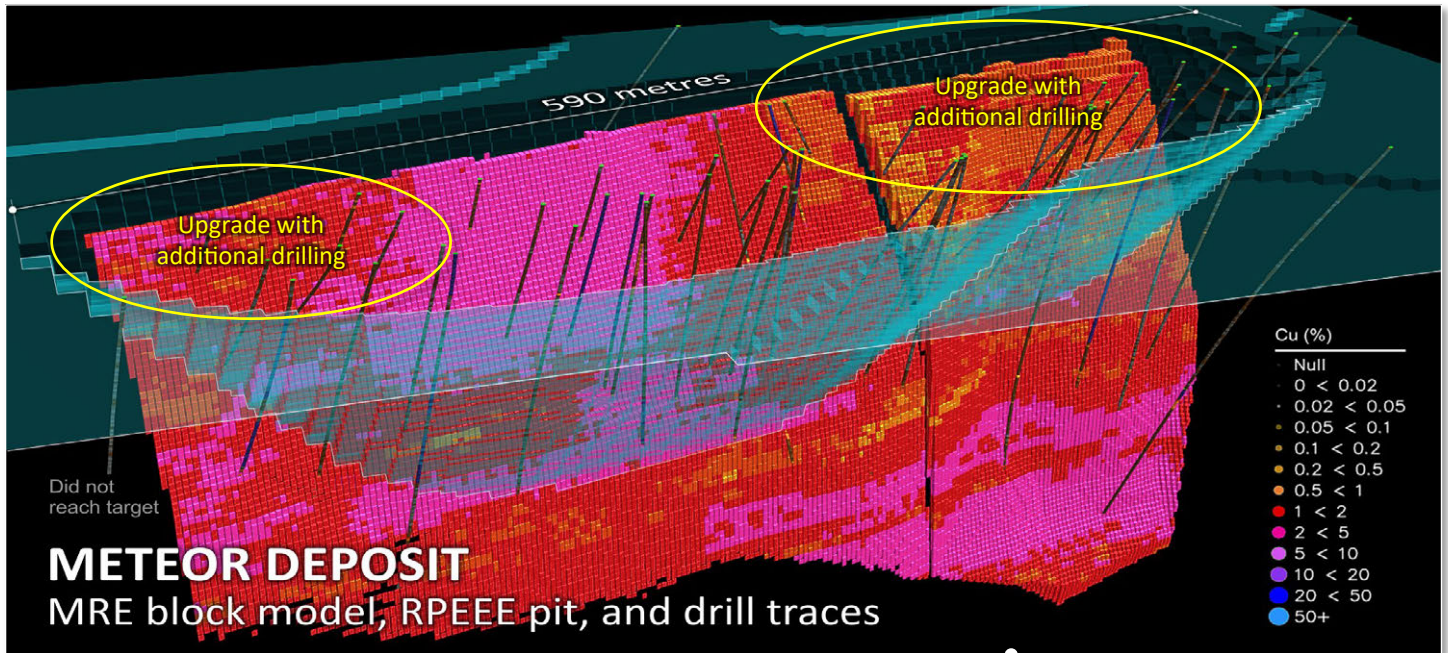 590 metres
Upgrade with
additional drilling
Upgrade with
additional drilling
Did not
reach target
METEOR DEPOSIT
MRE block model, RPEEE pit, and drill traces
Cu (%)
Null
0 < 0.02
0.02 < 0.05
0.05 < 0.1
0.1 < 0.2
0.2 < 0.5
0.5 < 1
1 < 2
2 < 5
5 < 10
10 < 20
20 < 50
50+